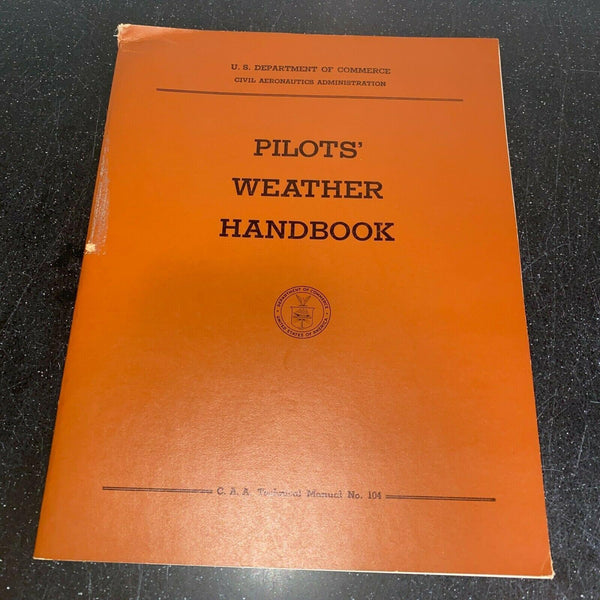 U. S. DEPARTMENT OF COMMERCE
CIVIL AERONAUTICS ADMINISTRATION
PILOTS'
WEATHER
HANDBOOK
DEPARTMENT OF COMMERCE
UNITED STATES OF AMERICA
C. A. A. Technical Manual No. 104